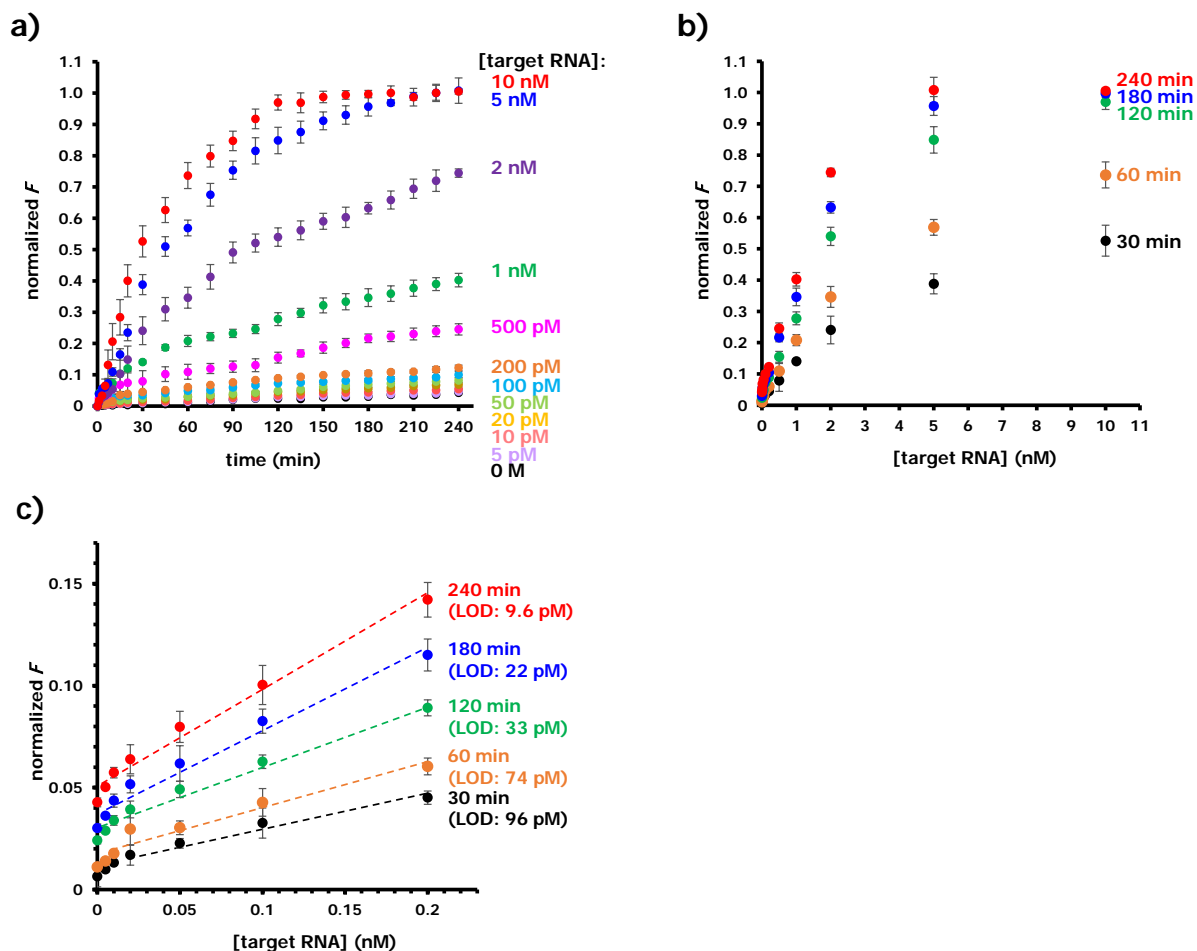 a)
[target RNA]:
1.1
1.0
0.9
0.8
0.7
0.6
0.5
0.4
0.3
0.2
0.1
0
normalized F
10 nM
5 nM
2 nM
1 nM
500 pM
200 pM
100 pM
50 pM
20 pM
10 pM
5 pM
0 M
0 30 60 90 120 150 180 210 240
time (min)
b)
1.1
1.0
0.9
0.8
0.7
0.6
0.5
0.4
0.3
0.2
0.1
0
normalized F
240 min
180 min
120 min
60 min
30 min
0 1 2 3 4 5 6 7 8 9 10 11
[target RNA] (nM)
c)
0.15
0.10
0.05
0
normalized F
240 min
(LOD: 9.6 pM)
180 min
(LOD: 22 pM)
120 min
(LOD: 33 pM)
60 min
(LOD: 74 pM)
30 min
(LOD: 96 pM)
0 0.05 0.1 0.15 0.2
[target RNA] (nM)